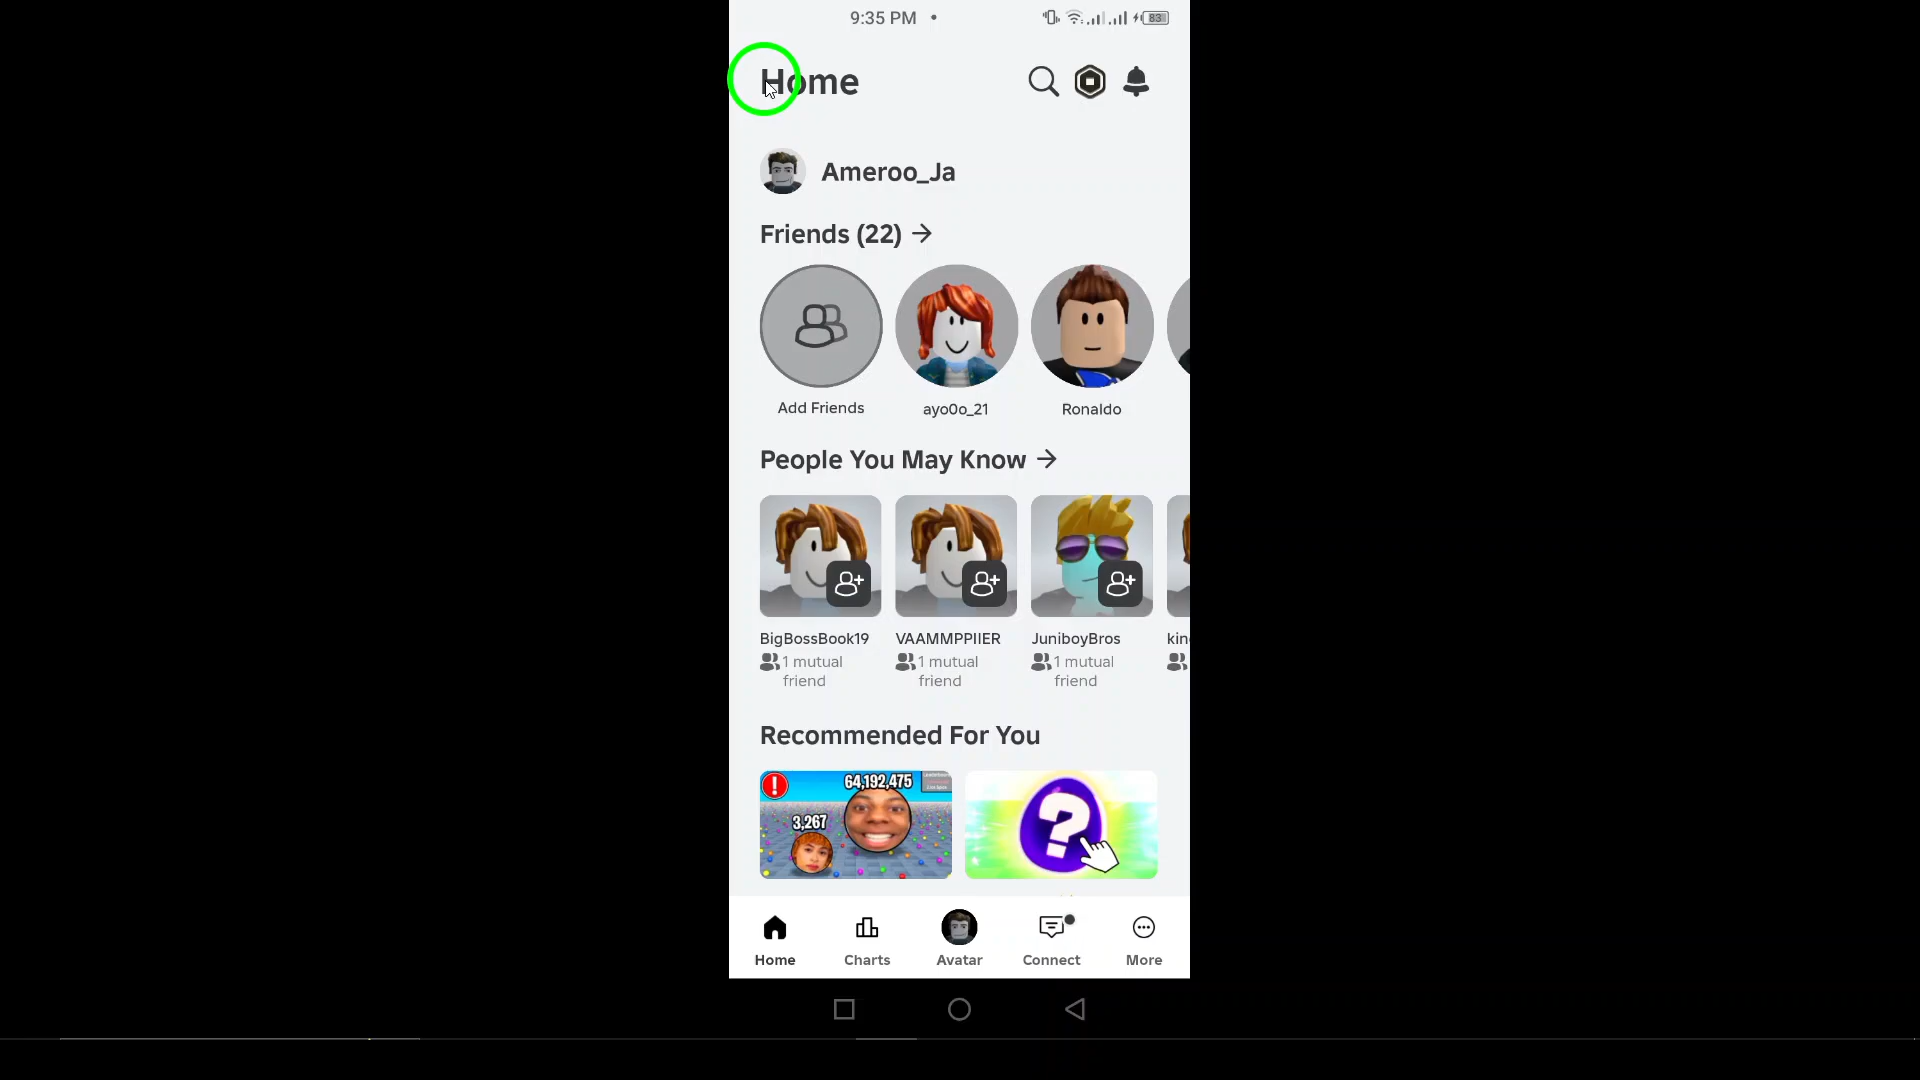 9:35 PM
83
Home
Ameroo_Ja
Friends (22)
Add Friends
ayo0o_21
Ronaldo
People You May Know
BigBossBook19
VAAMMPPIIER
JuniboyBros
kin
1 mutual friend
1 mutual friend
1 mutual friend
Recommended For You
64,192,475
3,267
?
Home
Charts
Avatar
Connect
More